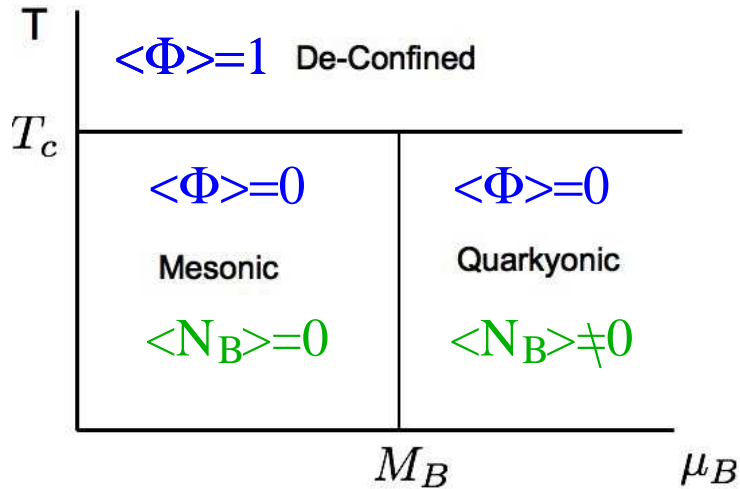 T
<Φ>=1 De-Confined
T_c
<Φ>=0 <Φ>=0
Mesonic Quarkyonic
<N_B>=0 <N_B>≠0
M_B μ_B